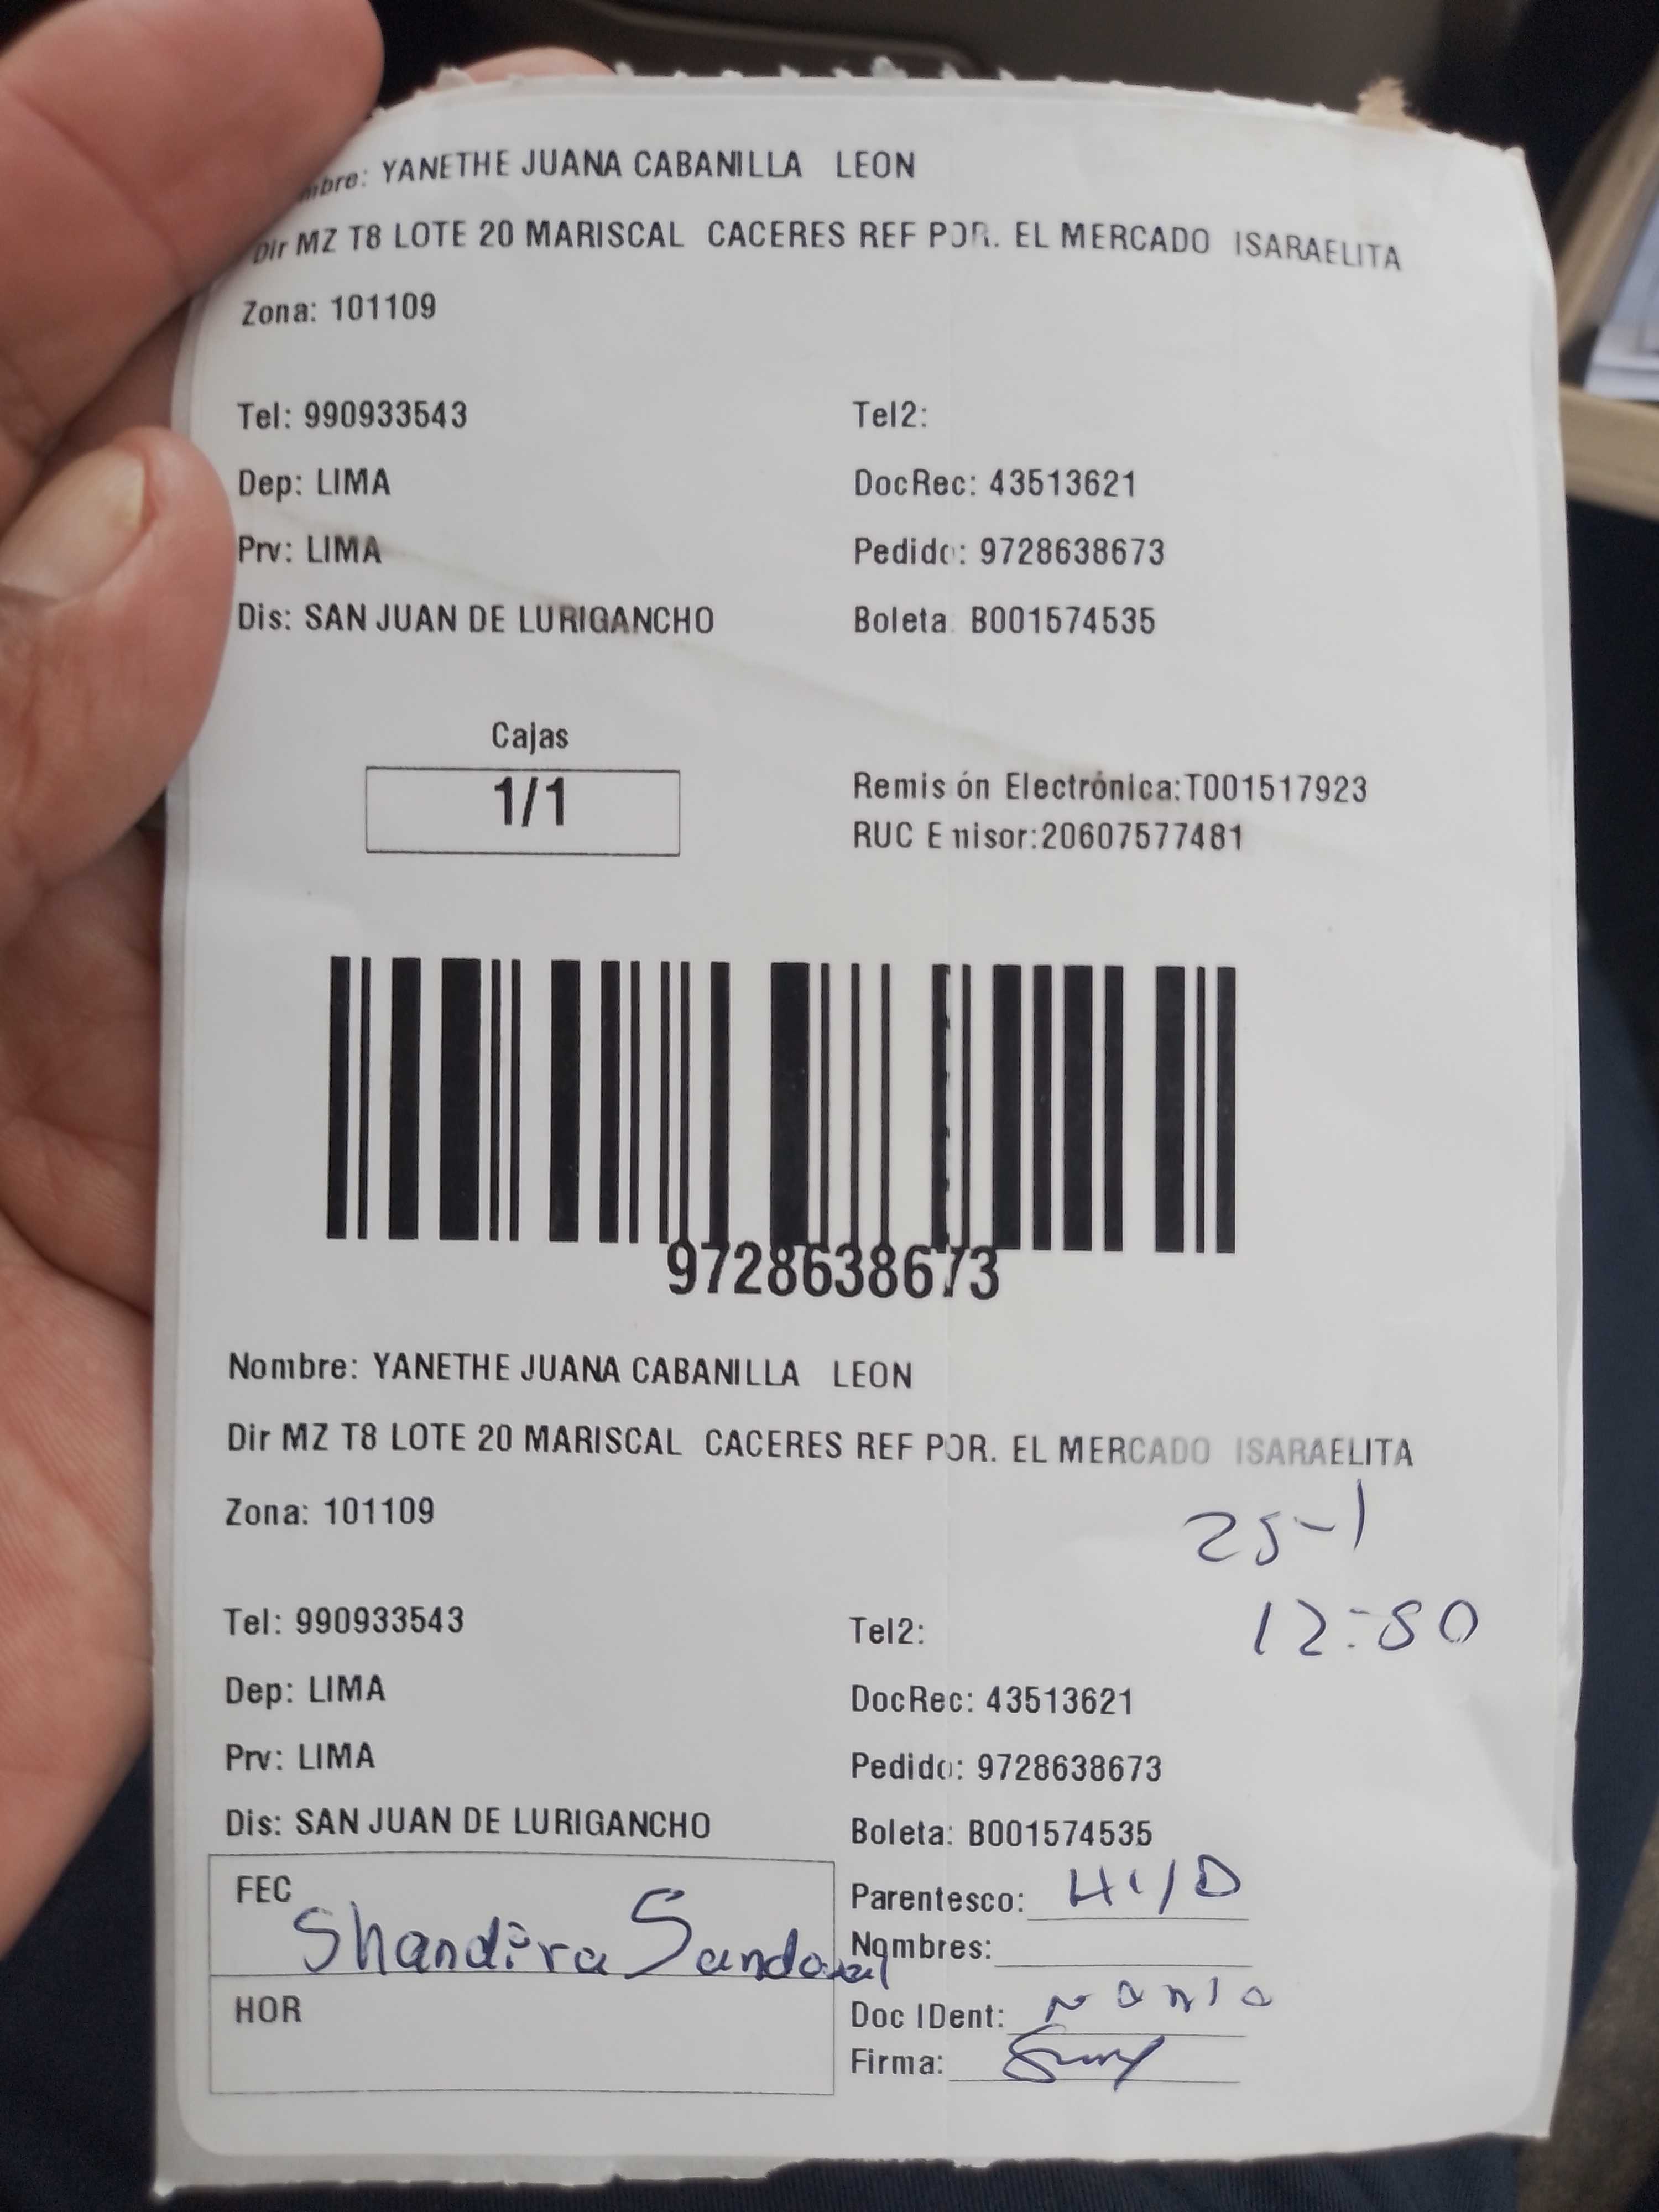 mbre: YANETHE JUANA CABANILLA LEON
Dir MZ T8 LOTE 20 MARISCAL CACERES REF POR. EL MERCADO ISARAELITA
Zona: 101109
Tel: 990933543 Tel2:
Dep: LIMA DocRec: 43513621
Prv: LIMA Pedido: 9728638673
Dis: SAN JUAN DE LURIGANCHO Boleta: B001574535
Cajas
1/1
Remisión Electrónica:T001517923
RUC Emisor:20607577481
9728638673
Nombre: YANETHE JUANA CABANILLA LEON
Dir MZ T8 LOTE 20 MARISCAL CACERES REF POR. EL MERCADO ISARAELITA
Zona: 101109
25-1
12:50
Tel: 990933543 Tel2:
Dep: LIMA DocRec: 43513621
Prv: LIMA Pedido: 9728638673
Dis: SAN JUAN DE LURIGANCHO Boleta: B001574535
FEC Shandira Sandoval
Parentesco:
Nombres:
HOR
Doc IDent:
Firma: